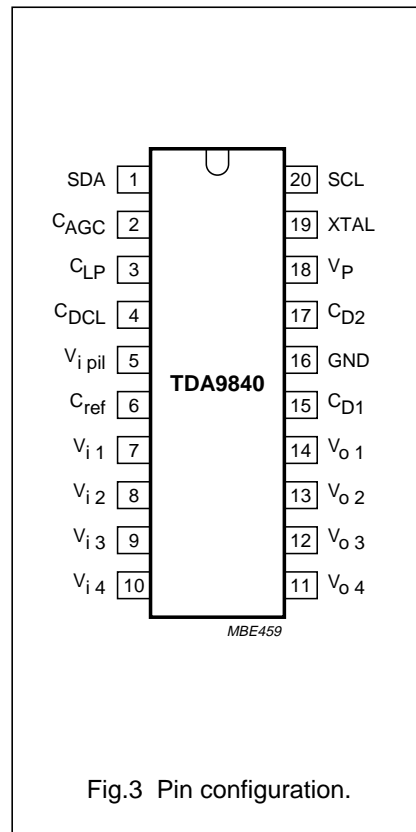 SDA 1 20 SCL
CAGC 2 19 XTAL
CLP 3 18 VP
CDCL 4 17 CD2
Vi pil 5 16 GND
TDA9840
Cref 6 15 CD1
Vi 1 7 14 Vo 1
Vi 2 8 13 Vo 2
Vi 3 9 12 Vo 3
Vi 4 10 11 Vo 4
MBE459
Fig.3 Pin configuration.